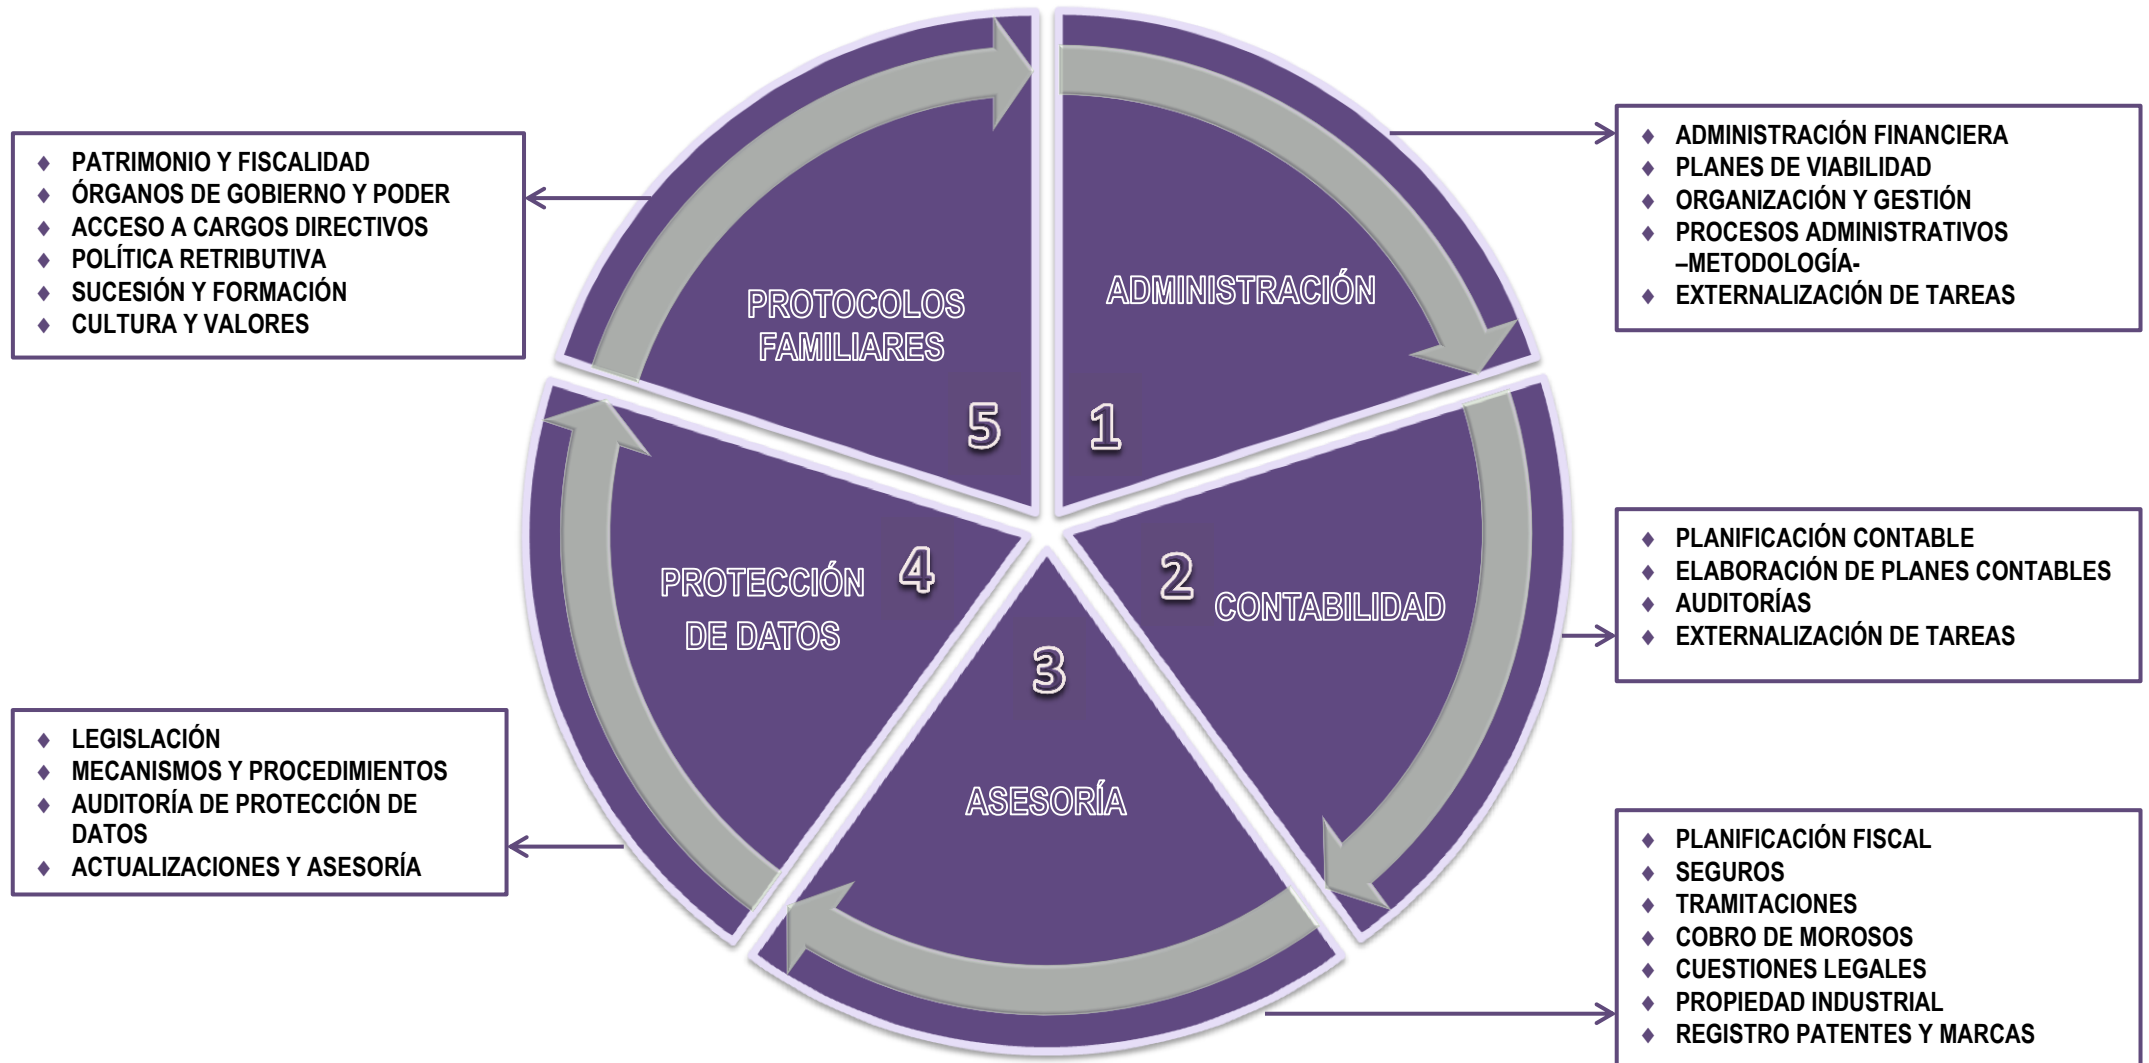 PROTOCOLOS
FAMILIARES
5
ADMINISTRACIÓN
1
2
CONTABILIDAD
3
ASESORÍA
PROTECCIÓN
DE DATOS
4
♦ PATRIMONIO Y FISCALIDAD
♦ ÓRGANOS DE GOBIERNO Y PODER
♦ ACCESO A CARGOS DIRECTIVOS
♦ POLÍTICA RETRIBUTIVA
♦ SUCESIÓN Y FORMACIÓN
♦ CULTURA Y VALORES
♦ ADMINISTRACIÓN FINANCIERA
♦ PLANES DE VIABILIDAD
♦ ORGANIZACIÓN Y GESTIÓN
♦ PROCESOS ADMINISTRATIVOS
–METODOLOGÍA-
♦ EXTERNALIZACIÓN DE TAREAS
♦ PLANIFICACIÓN CONTABLE
♦ ELABORACIÓN DE PLANES CONTABLES
♦ AUDITORÍAS
♦ EXTERNALIZACIÓN DE TAREAS
♦ LEGISLACIÓN
♦ MECANISMOS Y PROCEDIMIENTOS
♦ AUDITORÍA DE PROTECCIÓN DE
DATOS
♦ ACTUALIZACIONES Y ASESORÍA
♦ PLANIFICACIÓN FISCAL
♦ SEGUROS
♦ TRAMITACIONES
♦ COBRO DE MOROSOS
♦ CUESTIONES LEGALES
♦ PROPIEDAD INDUSTRIAL
♦ REGISTRO PATENTES Y MARCAS